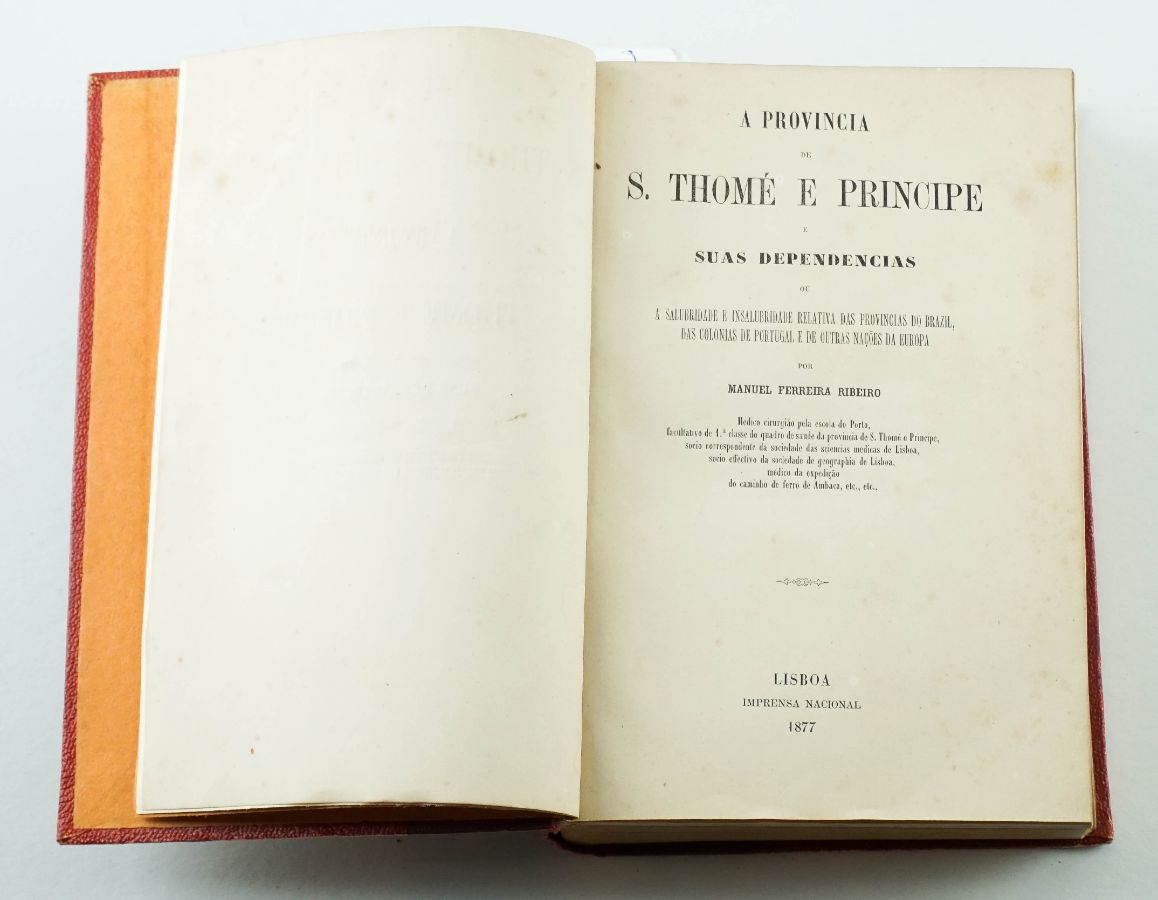 A PROVINCIA
DE
S. THOMÉ E PRINCIPE
E
SUAS DEPENDENCIAS
OU
A SALUBRIDADE E INSALUBRIDADE RELATIVA DAS PROVINCIAS DO BRAZIL,
DAS COLONIAS DE PORTUGAL E DE OUTRAS NAÇÕES DA EUROPA
POR
MANUEL FERREIRA RIBEIRO
Medico cirurgião pela escola do Porto,
facultativo de 1.ª classe do quadro de saude da provincia de S. Thomé e Principe,
socio correspondente da sociedade das sciencias medicas de Lisboa,
socio effectivo da sociedade de geographia de Lisboa,
medico da expedição
do caminho de ferro de Ambaca, etc., etc.,
LISBOA
IMPRENSA NACIONAL
1877